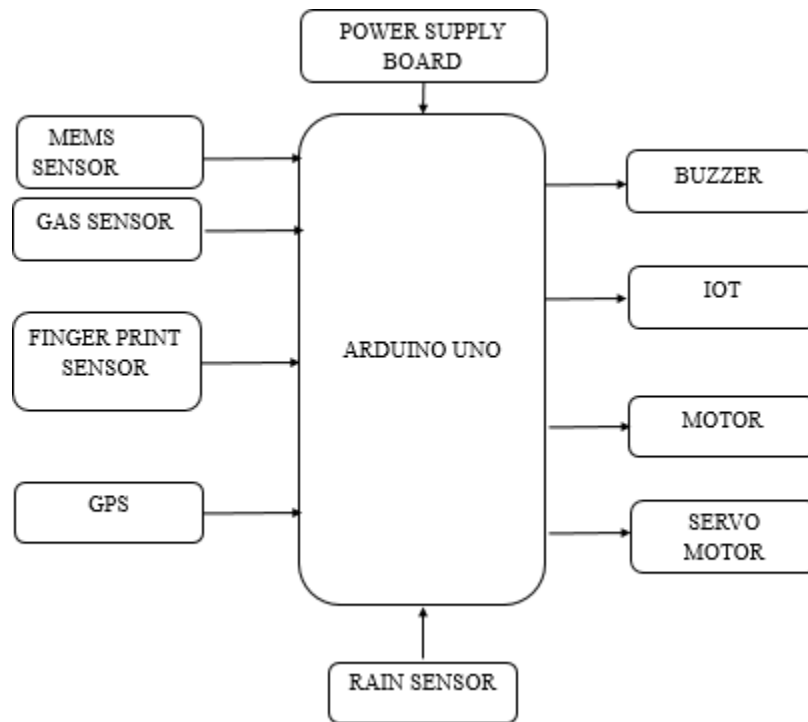 POWER SUPPLY
BOARD
MEMS
SENSOR
GAS SENSOR
FINGER PRINT
SENSOR
GPS
ARDUINO UNO
BUZZER
IOT
MOTOR
SERVO
MOTOR
RAIN SENSOR